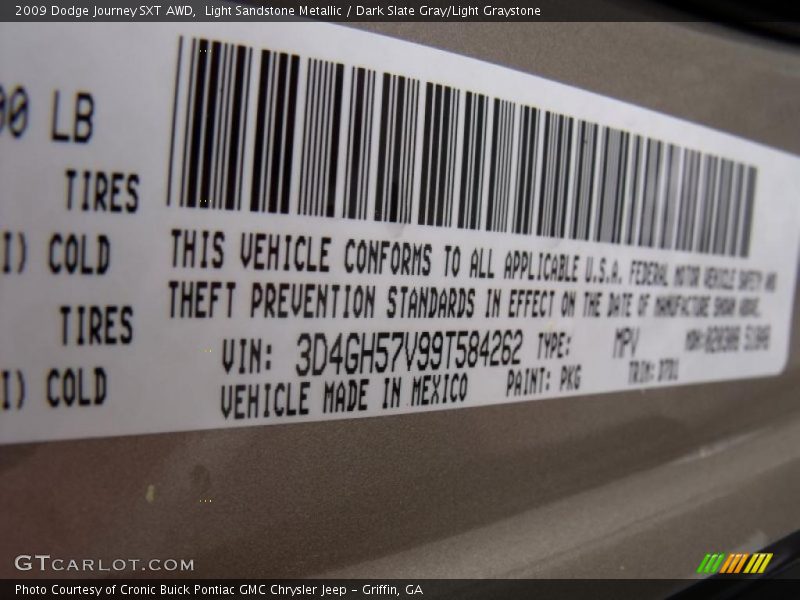 2009 Dodge Journey SXT AWD, Light Sandstone Metallic / Dark Slate Gray/Light Graystone
00 LB
TIRES
I) COLD
TIRES
I) COLD
THIS VEHICLE CONFORMS TO ALL APPLICABLE U.S.A. FEDERAL MOTOR VEHICLE SAFETY AND
THEFT PREVENTION STANDARDS IN EFFECT ON THE DATE OF MANUFACTURE SHOWN ABOVE.
VIN: 3D4GH57V99T584262 TYPE: MPV MDH:
VEHICLE MADE IN MEXICO PAINT: PKG TRIM:
GTCARLOT.COM
Photo Courtesy of Cronic Buick Pontiac GMC Chrysler Jeep - Griffin, GA